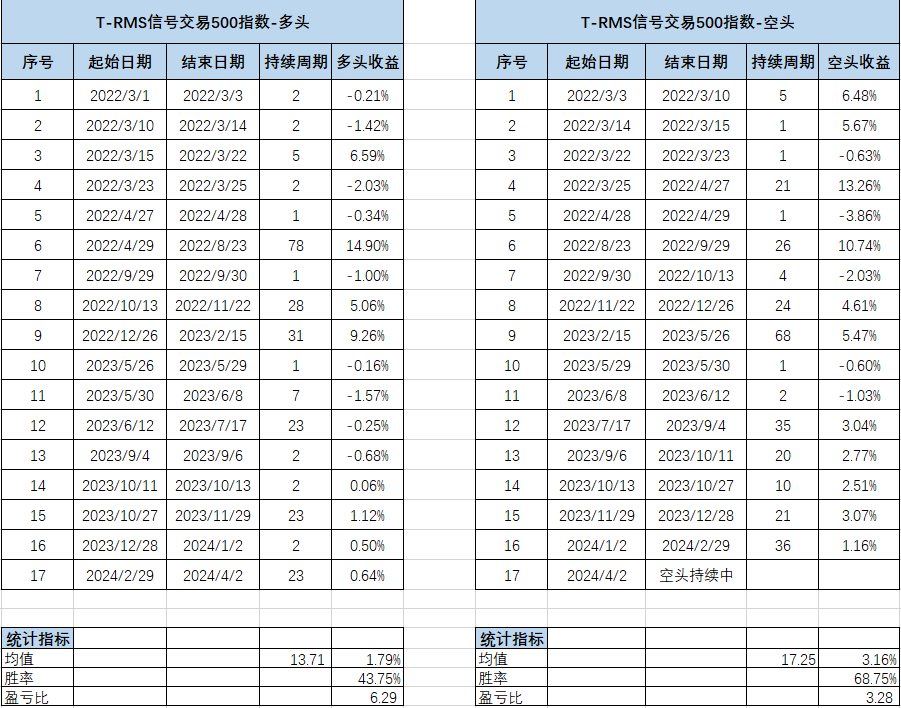 T-RMS信号交易500指数-多头 T-RMS信号交易500指数-空头
序号 起始日期 结束日期 持续周期 多头收益 序号 起始日期 结束日期 持续周期 空头收益
1 2022/3/1 2022/3/3 2 -0.21% 1 2022/3/3 2022/3/10 5 6.48%
2 2022/3/10 2022/3/14 2 -1.42% 2 2022/3/14 2022/3/15 1 5.67%
3 2022/3/15 2022/3/22 5 6.59% 3 2022/3/22 2022/3/23 1 -0.63%
4 2022/3/23 2022/3/25 2 -2.03% 4 2022/3/25 2022/4/27 21 13.26%
5 2022/4/27 2022/4/28 1 -0.34% 5 2022/4/28 2022/4/29 1 -3.86%
6 2022/4/29 2022/8/23 78 14.90% 6 2022/8/23 2022/9/29 26 10.74%
7 2022/9/29 2022/9/30 1 -1.00% 7 2022/9/30 2022/10/13 4 -2.03%
8 2022/10/13 2022/11/22 28 5.06% 8 2022/11/22 2022/12/26 24 4.61%
9 2022/12/26 2023/2/15 31 9.26% 9 2023/2/15 2023/5/26 68 5.47%
10 2023/5/26 2023/5/29 1 -0.16% 10 2023/5/29 2023/5/30 1 -0.60%
11 2023/5/30 2023/6/8 7 -1.57% 11 2023/6/8 2023/6/12 2 -1.03%
12 2023/6/12 2023/7/17 23 -0.25% 12 2023/7/17 2023/9/4 35 3.04%
13 2023/9/4 2023/9/6 2 -0.68% 13 2023/9/6 2023/10/11 20 2.77%
14 2023/10/11 2023/10/13 2 0.06% 14 2023/10/13 2023/10/27 10 2.51%
15 2023/10/27 2023/11/29 23 1.12% 15 2023/11/29 2023/12/28 21 3.07%
16 2023/12/28 2024/1/2 2 0.50% 16 2024/1/2 2024/2/29 36 1.16%
17 2024/2/29 2024/4/2 23 0.64% 17 2024/4/2 空头持续中
统计指标 统计指标
均值 13.71 1.79% 均值 17.25 3.16%
胜率 43.75% 胜率 68.75%
盈亏比 6.29 盈亏比 3.28